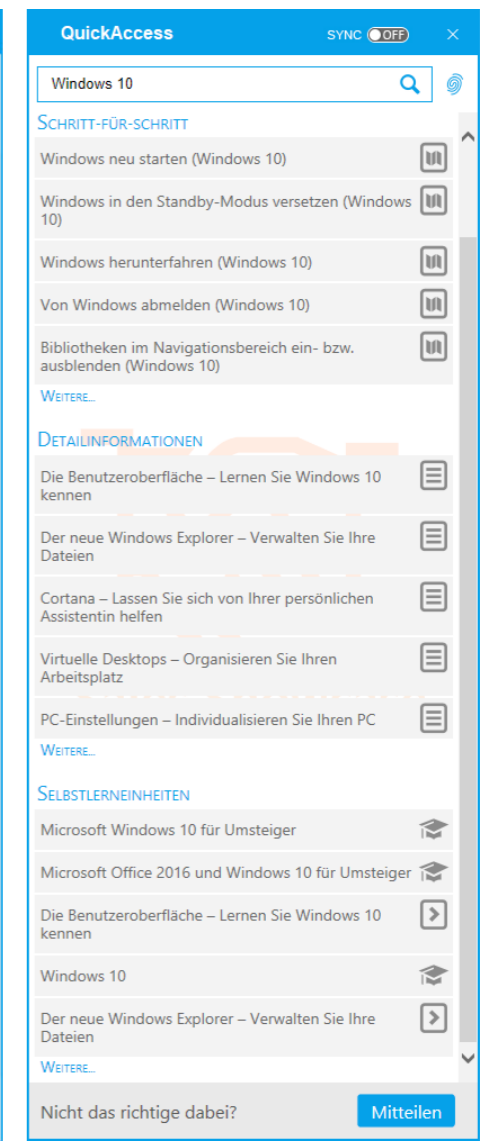 QuickAccess
SYNC OFF
Windows 10
SCHRITT-FÜR-SCHRITT
Windows neu starten (Windows 10)
Windows in den Standby-Modus versetzen (Windows
10)
Windows herunterfahren (Windows 10)
Von Windows abmelden (Windows 10)
Bibliotheken im Navigationsbereich ein- bzw.
ausblenden (Windows 10)
WEITERE...
DETAILINFORMATIONEN
Die Benutzeroberfläche – Lernen Sie Windows 10
kennen
Der neue Windows Explorer – Verwalten Sie Ihre
Dateien
Cortana – Lassen Sie sich von Ihrer persönlichen
Assistentin helfen
Virtuelle Desktops – Organisieren Sie Ihren
Arbeitsplatz
PC-Einstellungen – Individualisieren Sie Ihren PC
WEITERE...
SELBSTLERNEINHEITEN
Microsoft Windows 10 für Umsteiger
Microsoft Office 2016 und Windows 10 für Umsteiger
Die Benutzeroberfläche – Lernen Sie Windows 10
kennen
Windows 10
Der neue Windows Explorer – Verwalten Sie Ihre
Dateien
WEITERE...
Nicht das richtige dabei?
Mitteilen